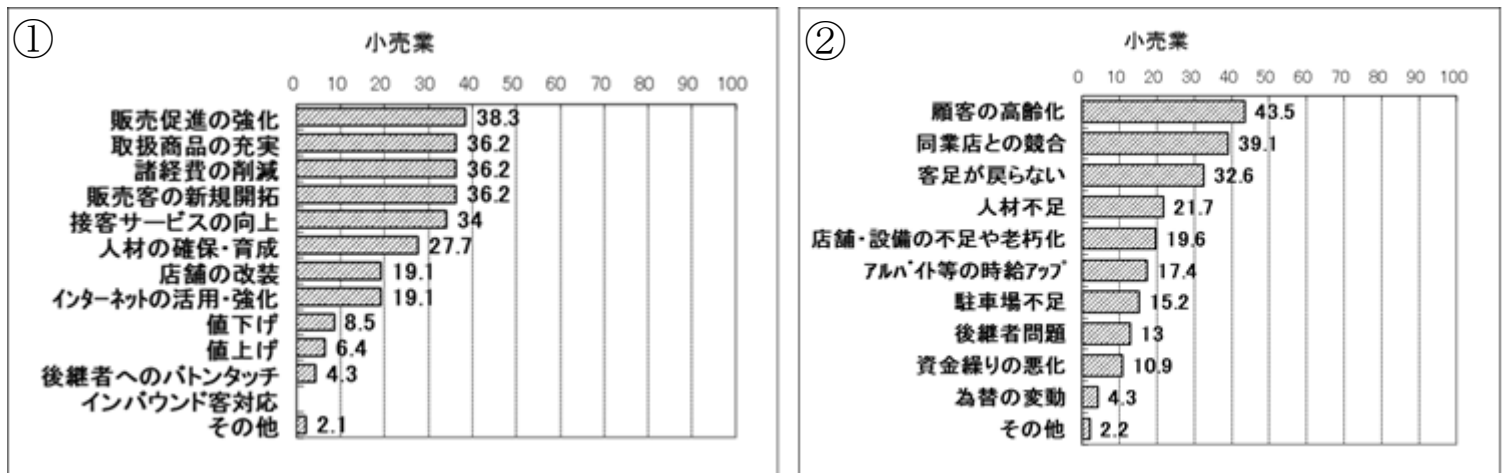 ①
小売業
0 10 20 30 40 50 60 70 80 90 100
販売促進の強化 38.3
取扱商品の充実 36.2
諸経費の削減 36.2
販売客の新規開拓 36.2
接客サービスの向上 34
人材の確保・育成 27.7
店舗の改装 19.1
インターネットの活用・強化 19.1
値下げ 8.5
値上げ 6.4
後継者へのバトンタッチ 4.3
インバウンド客対応
その他 2.1
②
小売業
0 10 20 30 40 50 60 70 80 90 100
顧客の高齢化 43.5
同業店との競合 39.1
客足が戻らない 32.6
人材不足 21.7
店舗・設備の不足や老朽化 19.6
アルバイト等の時給アップ 17.4
駐車場不足 15.2
後継者問題 13
資金繰りの悪化 10.9
為替の変動 4.3
その他 2.2